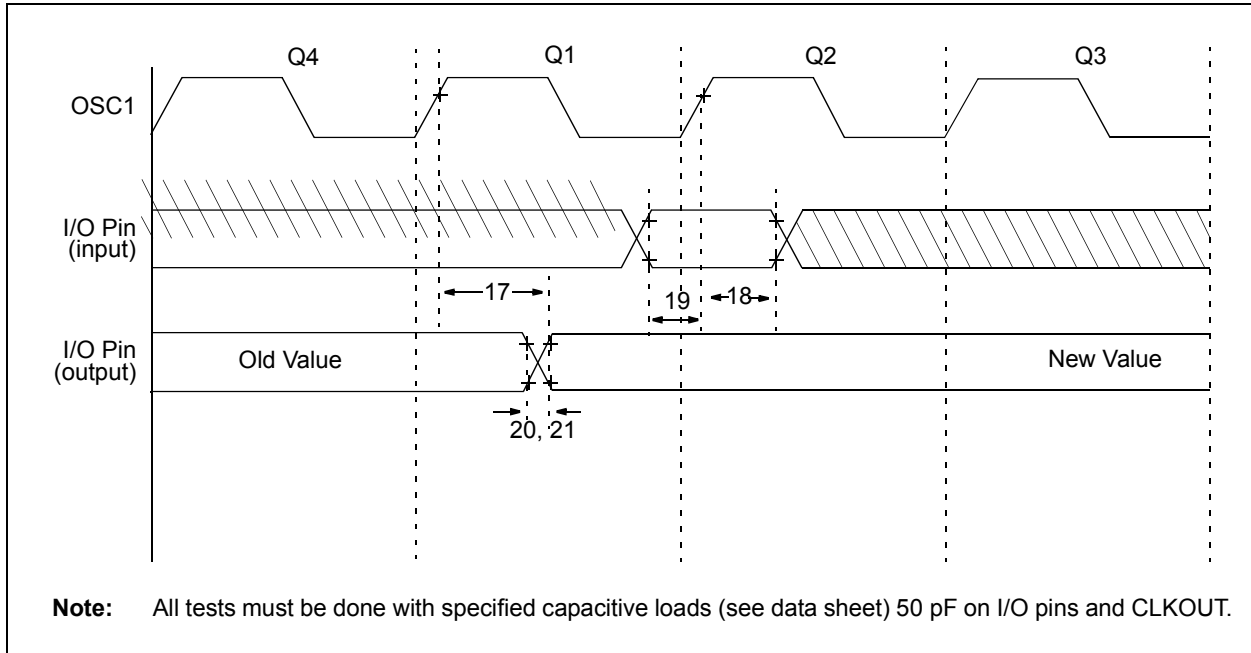 Q4 Q1 Q2 Q3
OSC1
I/O Pin
(input)
17
19
18
I/O Pin
(output)
Old Value
New Value
20, 21
Note: All tests must be done with specified capacitive loads (see data sheet) 50 pF on I/O pins and CLKOUT.